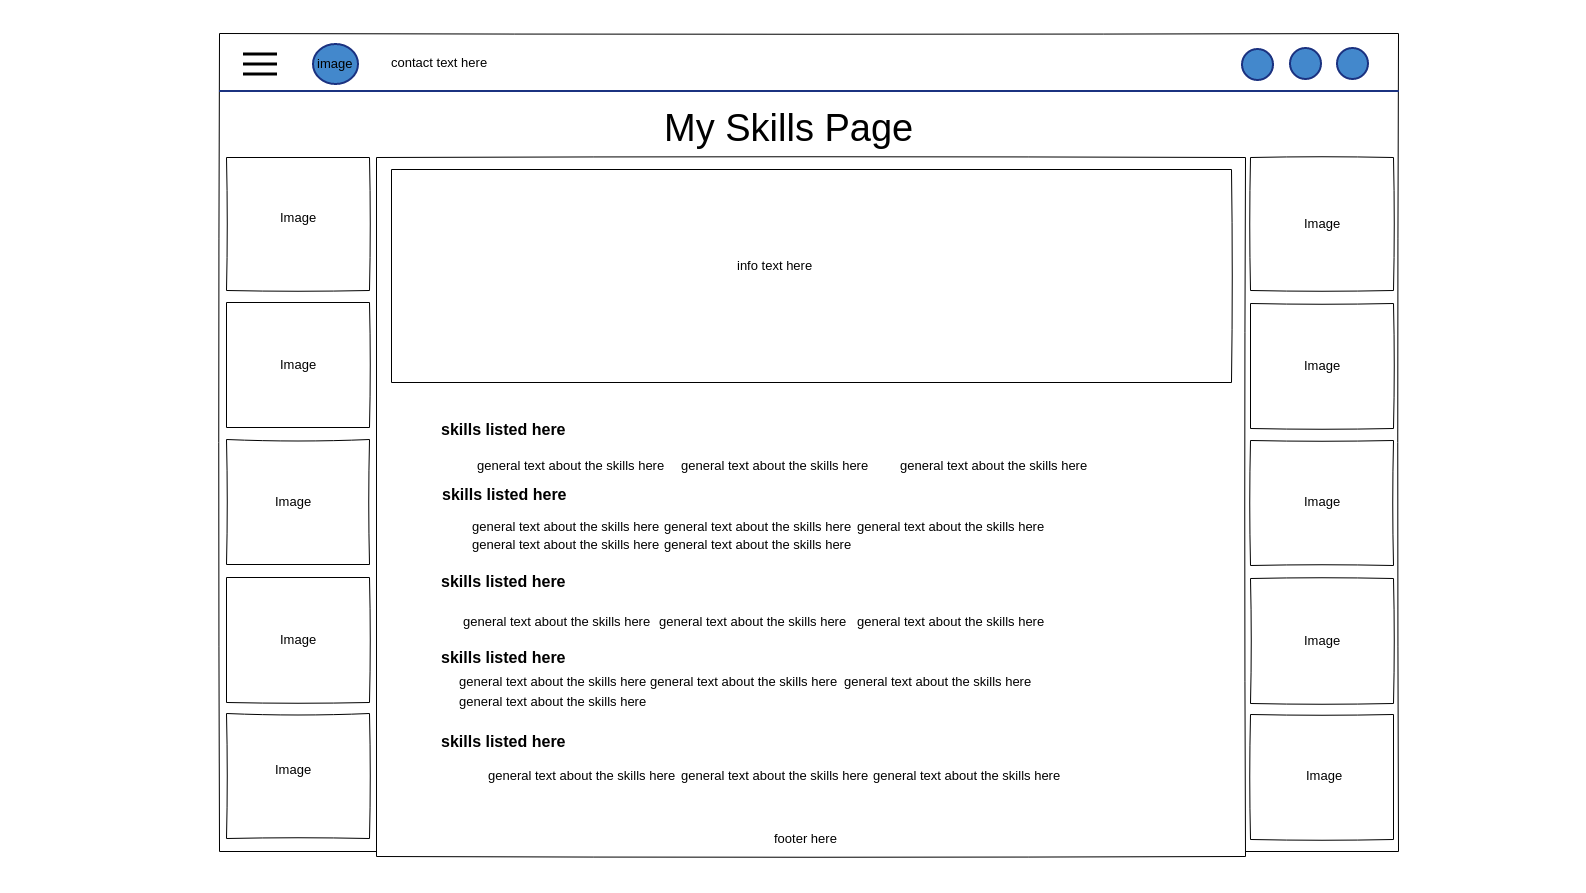 image
contact text here
My Skills Page
Image
Image
Image
Image
Image
info text here
skills listed here
general text about the skills here general text about the skills here general text about the skills here
skills listed here
general text about the skills here general text about the skills here general text about the skills here
general text about the skills here general text about the skills here
skills listed here
general text about the skills here general text about the skills here general text about the skills here
skills listed here
general text about the skills here general text about the skills here general text about the skills here
general text about the skills here
skills listed here
general text about the skills here general text about the skills here general text about the skills here
footer here
Image
Image
Image
Image
Image